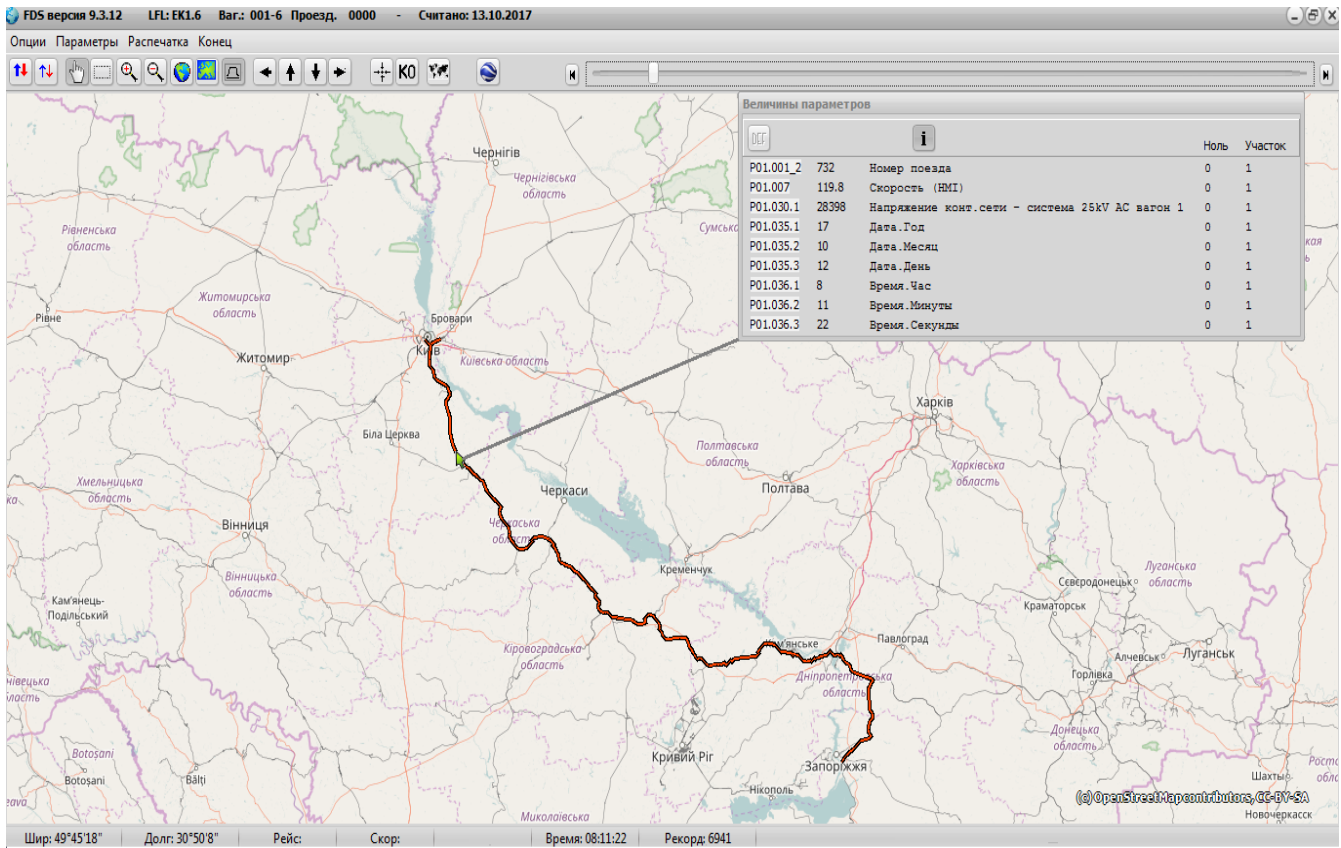 FDS версия 9.3.12 LFL: EK1.6 Ваг.: 001-6 Проезд. 0000 - Считано: 13.10.2017
Опции Параметры Распечатка Конец
KO
Величины параметров
DEF i Ноль Участок
P01.001_2 732 Номер поезда 0 1
P01.007 119.8 Скорость (HMI) 0 1
P01.030.1 28398 Напряжение конт.сети - система 25kV AC вагон 1 0 1
P01.035.1 17 Дата.Год 0 1
P01.035.2 10 Дата.Месяц 0 1
P01.035.3 12 Дата.День 0 1
P01.036.1 8 Время.Час 0 1
P01.036.2 11 Время.Минуты 0 1
P01.036.3 22 Время.Секунды 0 1
Чернігів
Чернігівська
область
Сумська
Рівненська
область
Житомирська
область
Рівне
Бровари
Київ
Житомир
Київська область
Харків
Біла Церква
Полтавська
область
Харківська
область
Хмельницька
область
Черкаси
Полтава
Вінниця
Черкаська
область
Кременчук
Луганська
область
Вінницька
область
Сєвєродонецьк
Кам'янець-
Подільський
Краматорськ
Павлоград
Кіровоградська
область
Алчевськ
Луганськ
Горлівка
Дніпропетровська
область
Донецька
область
Botoșani
Botoșani
Bălți
Кривий Ріг
Запоріжжя
Шахты
Нікополь
(c) OpenStreetMap contributors, CC-BY-SA
Новочеркасск
Миколаївська
Шир: 49°45'18" Долг: 30°50'8" Рейс: Скор: Время: 08:11:22 Рекорд: 6941